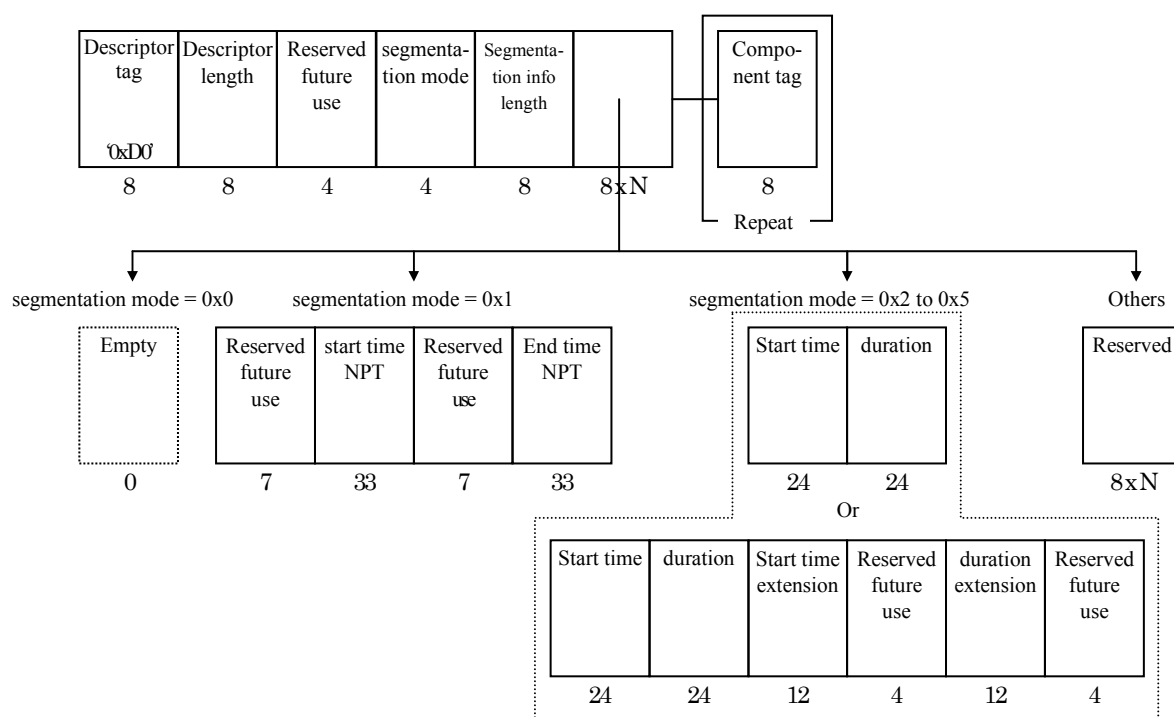 Descriptor tag
'0xD0'
Descriptor length
Reserved future use
segmenta-tion mode
Segmenta-tion info length
Compo-nent tag
8 8 4 4 8 8xN 8
Repeat
segmentation mode = 0x0
segmentation mode = 0x1
segmentation mode = 0x2 to 0x5
Others
Empty
Reserved future use
start time NPT
Reserved future use
End time NPT
Start time
duration
Reserved
0 7 33 7 33 24 24 8xN
Or
Start time
duration
Start time extension
Reserved future use
duration extension
Reserved future use
24 24 12 4 12 4